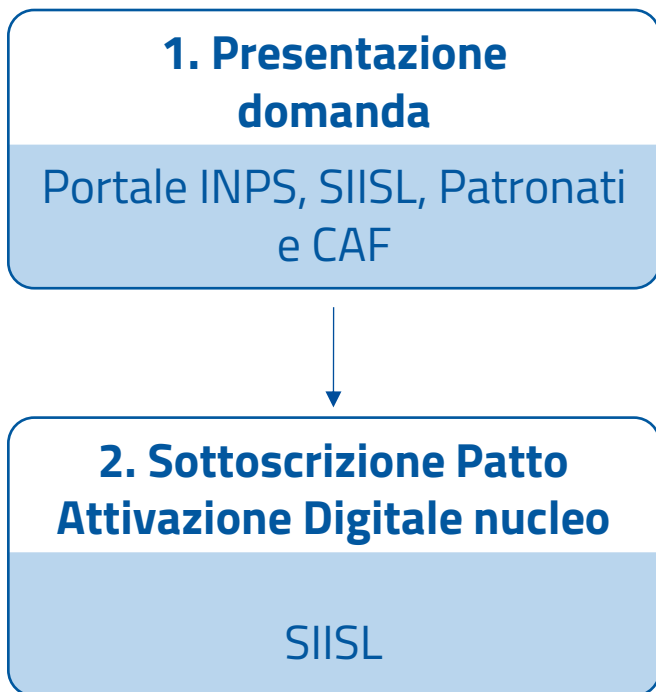 1. Presentazione
domanda
Portale INPS, SIISL, Patronati
e CAF
2. Sottoscrizione Patto
Attivazione Digitale nucleo
SIISL